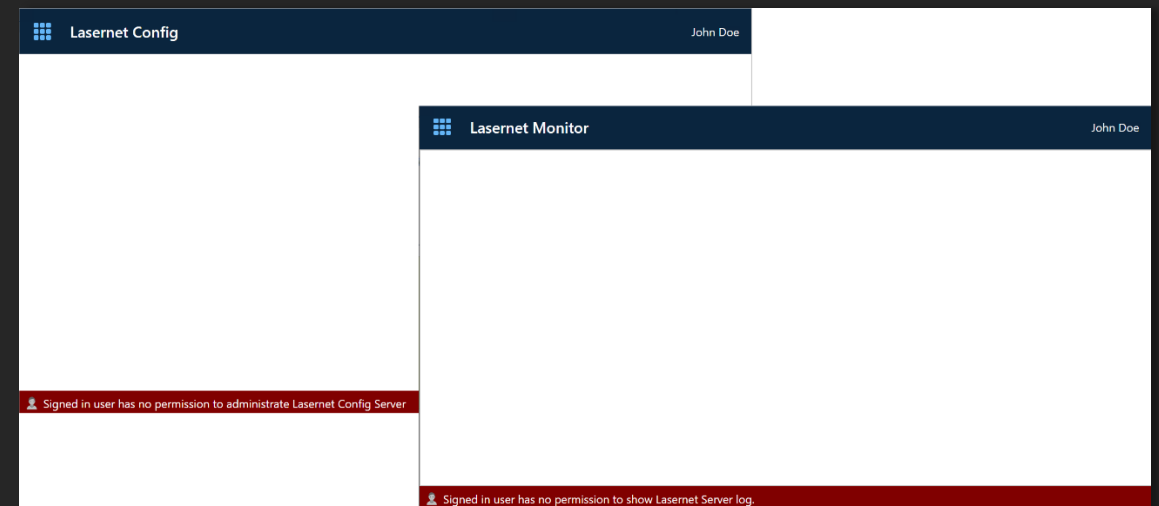 Lasernet Config
John Doe
Lasernet Monitor
John Doe
Signed in user has no permission to administrate Lasernet Config Server
Signed in user has no permission to show Lasernet Server log.